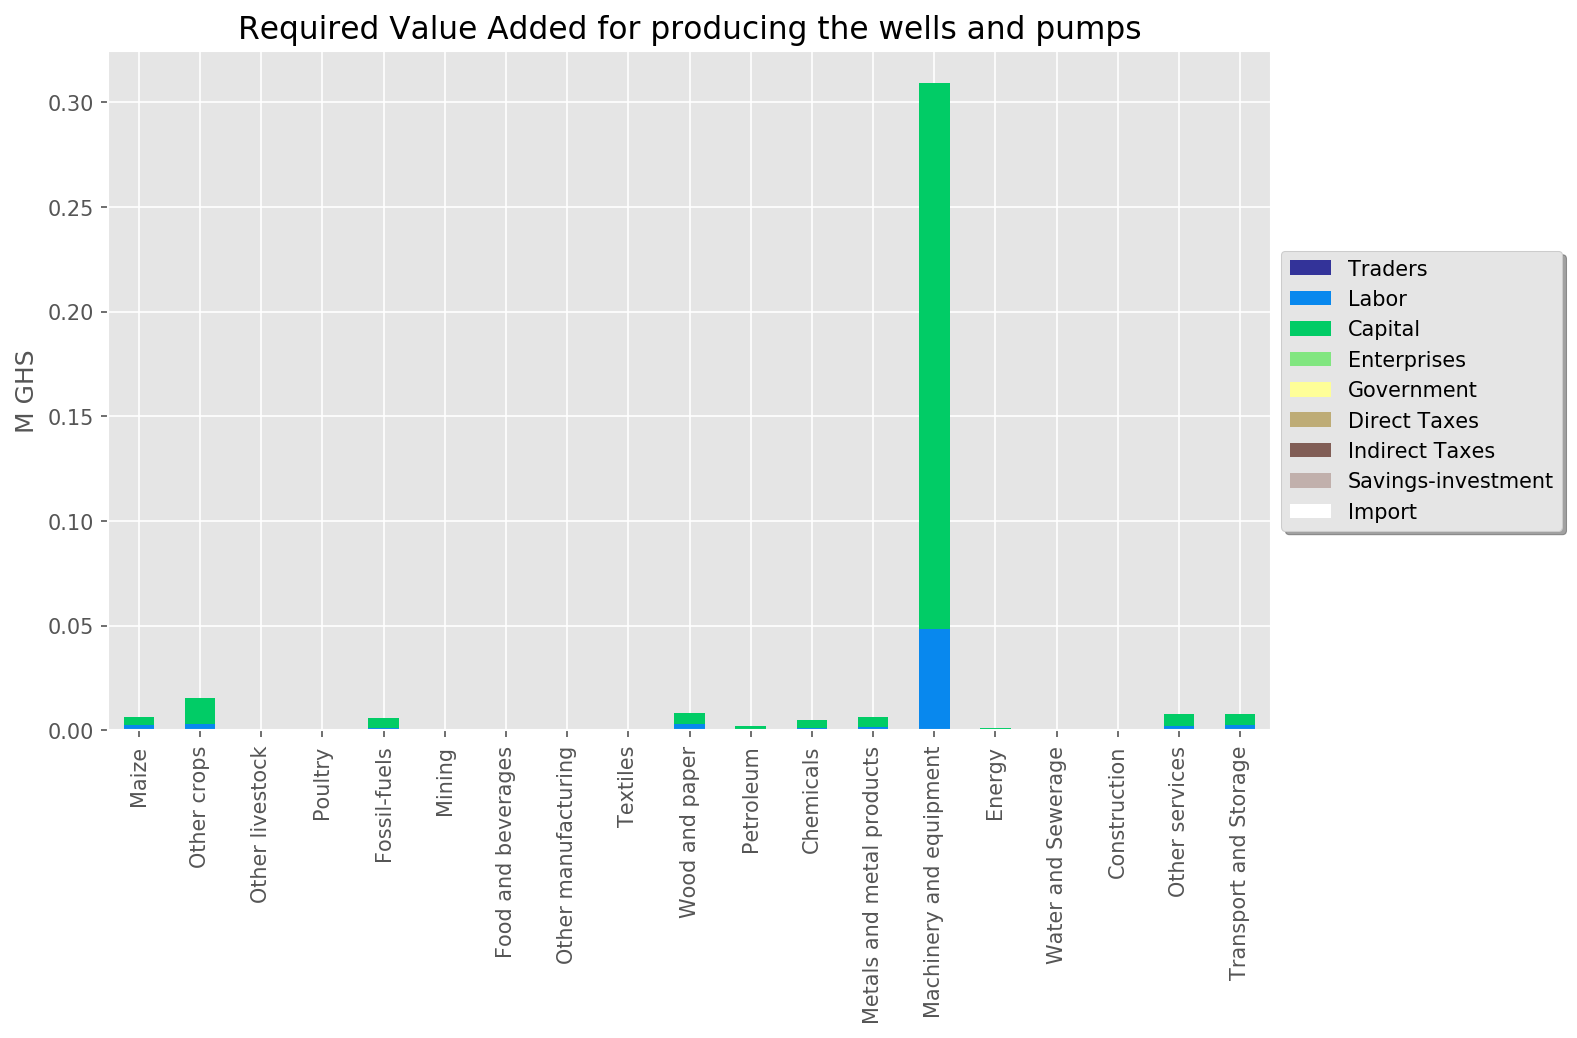 Required Value Added for producing the wells and pumps
M GHS
0.30
0.25
0.20
0.15
0.10
0.05
0.00
Maize
Other crops
Other livestock
Poultry
Fossil-fuels
Mining
Food and beverages
Other manufacturing
Textiles
Wood and paper
Petroleum
Chemicals
Metals and metal products
Machinery and equipment
Energy
Water and Sewerage
Construction
Other services
Transport and Storage
Traders
Labor
Capital
Enterprises
Government
Direct Taxes
Indirect Taxes
Savings-investment
Import